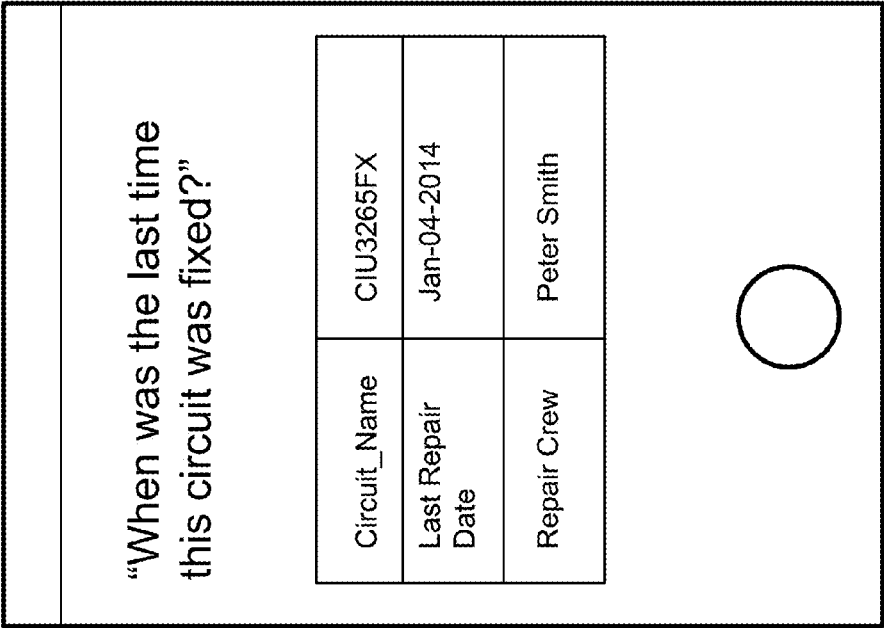 “When was the last time
this circuit was fixed?”
Circuit_Name CIU3265FX
Last Repair Jan-04-2014
Date
Repair Crew Peter Smith